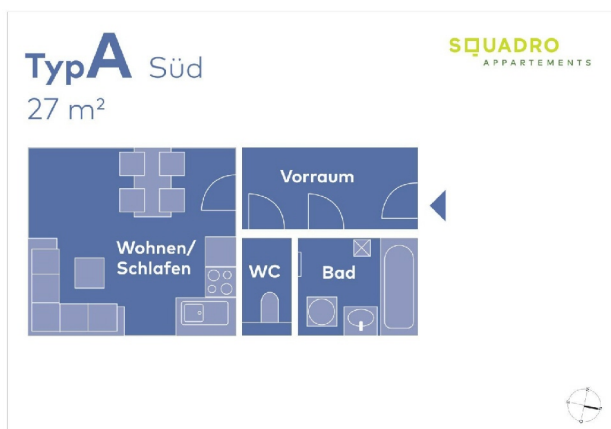 TypA Süd
27 m²
SQUADRO
APPARTEMENTS
Vorraum
Wohnen/
Schlafen
WC
Bad